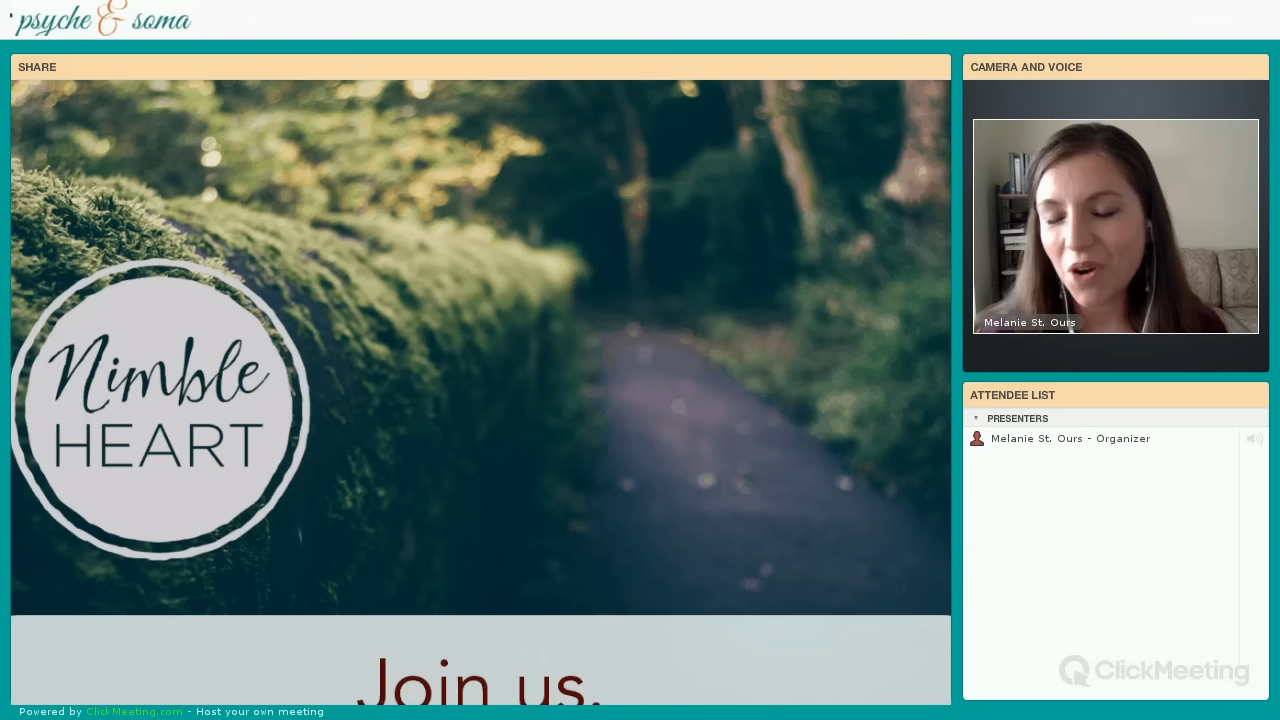 psyche & soma
SHARE
Nimble
HEART
Join us.
CAMERA AND VOICE
Melanie St. Ours
ATTENDEE LIST
PRESENTERS
Melanie St. Ours - Organizer
ClickMeeting
Powered by ClickMeeting.com - Host your own meeting